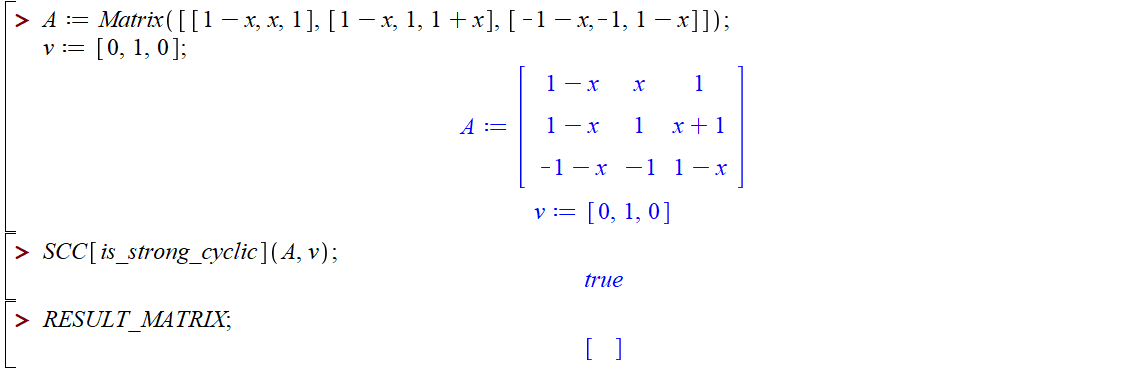 > A := Matrix([[1 − x, x, 1], [1 − x, 1, 1 + x], [-1 − x,-1, 1 − x]]);
v := [0, 1, 0];
A := [ 1 − x x 1
1 − x 1 x + 1
-1 − x −1 1 − x ]
v := [0, 1, 0]
> SCC[is_strong_cyclic](A, v);
true
> RESULT_MATRIX;
[ ]